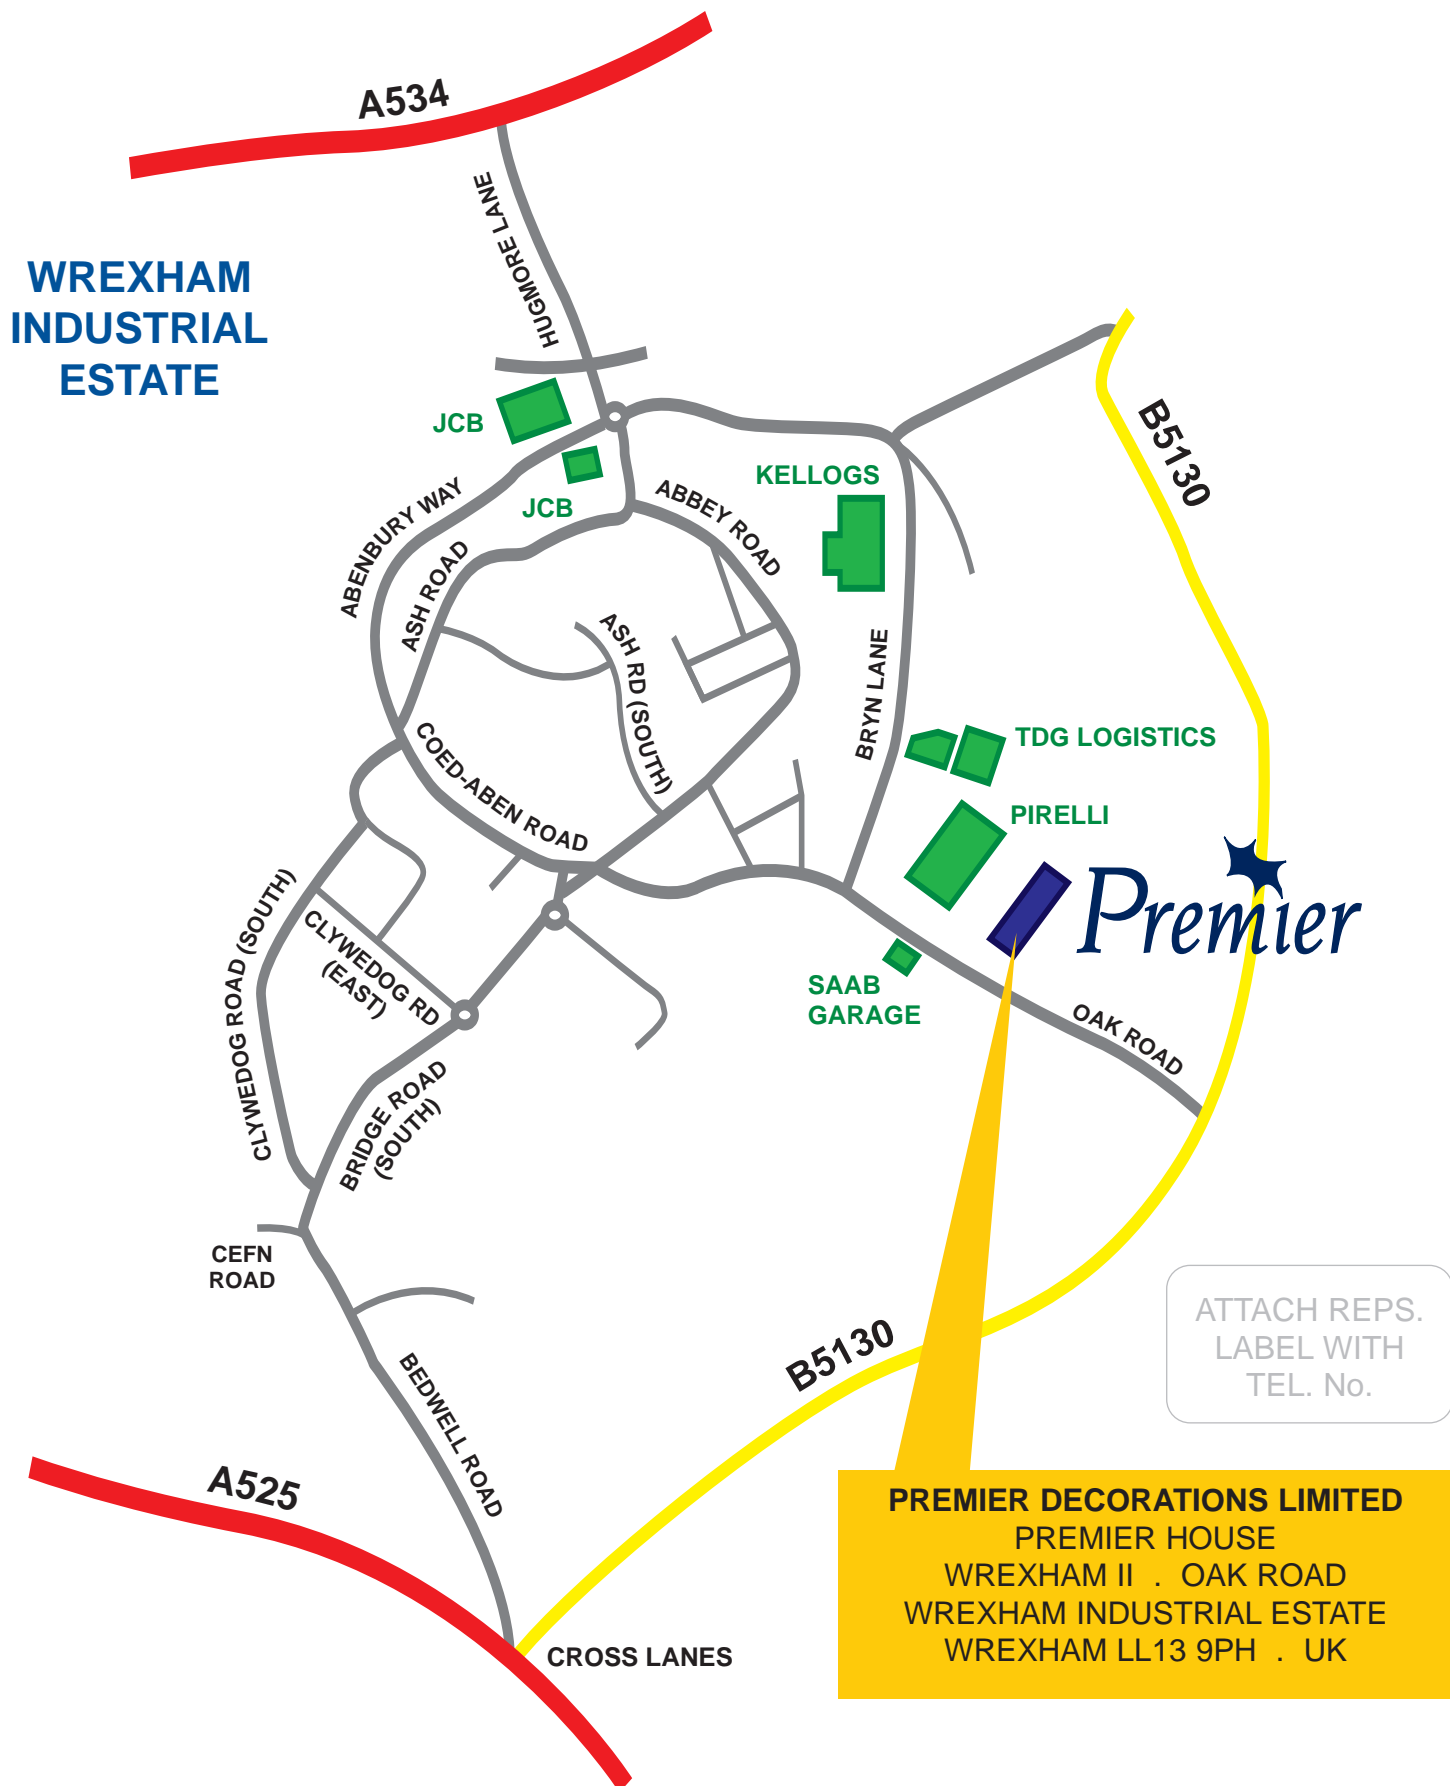 A534
HUGMORE LANE
WREXHAM
INDUSTRIAL
ESTATE
JCB
JCB
B5130
KELLOGS
ABBEY ROAD
ABENBURY WAY
ASH ROAD
ASH RD (SOUTH)
BRYN LANE
COED-ABEN ROAD
TDG LOGISTICS
PIRELLI
Premier
CLYWEDOG ROAD (SOUTH)
CLYWEDOG RD
(EAST)
SAAB
GARAGE
OAK ROAD
BRIDGE ROAD
(SOUTH)
CEFN
ROAD
B5130
ATTACH REPS.
LABEL WITH
TEL. No.
BEDWELL ROAD
A525
CROSS LANES
PREMIER DECORATIONS LIMITED
PREMIER HOUSE
WREXHAM II . OAK ROAD
WREXHAM INDUSTRIAL ESTATE
WREXHAM LL13 9PH . UK